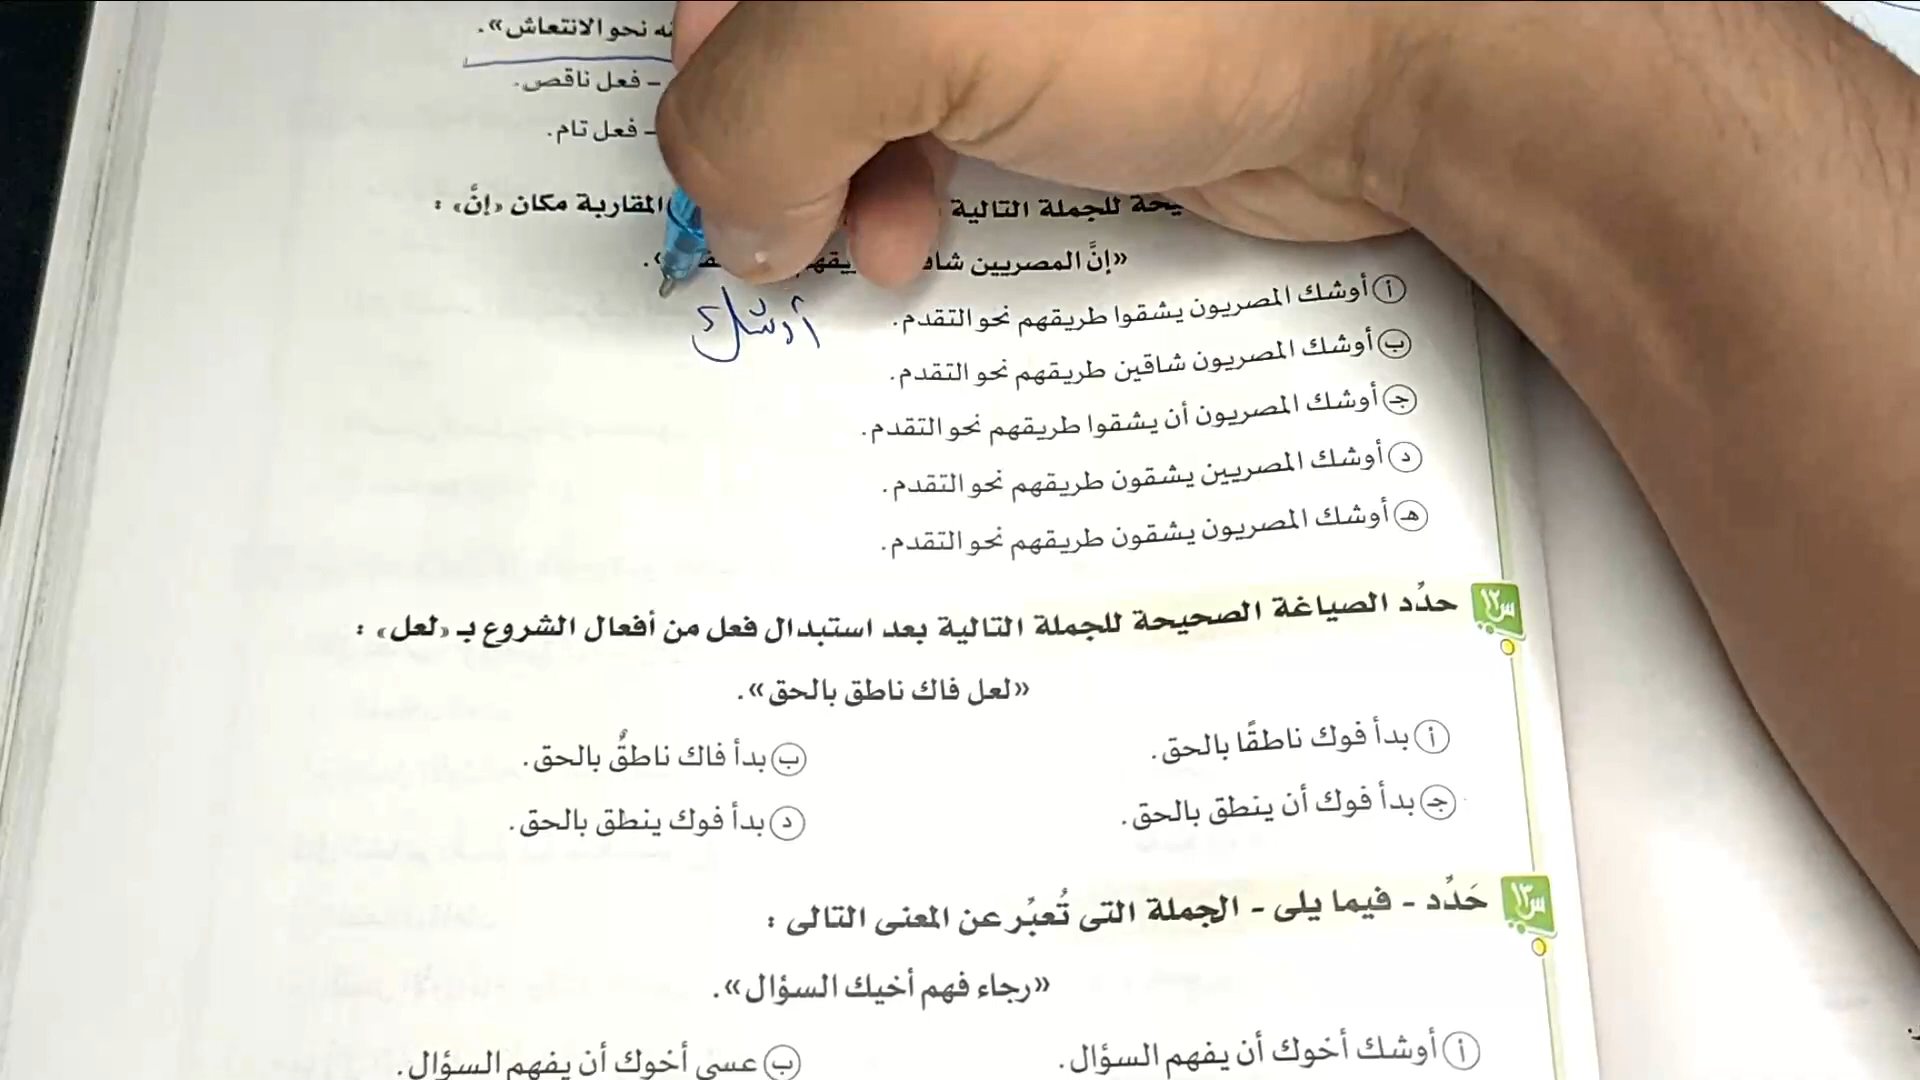 نحو الانتعاش».
- فعل ناقص.
- فعل تام.
للجملة التالية المقاربة مكان «إنَّ» :
«إنَّ المصريين
أوشك
أ أوشك المصريون يشقوا طريقهم نحو التقدم.
ب أوشك المصريون شاقين طريقهم نحو التقدم.
جـ أوشك المصريون أن يشقوا طريقهم نحو التقدم.
د أوشك المصريين يشقون طريقهم نحو التقدم.
هـ أوشك المصريون يشقون طريقهم نحو التقدم.
س١٢ حدِّد الصياغة الصحيحة للجملة التالية بعد استبدال فعل من أفعال الشروع بـ «لعل» :
«لعل فاك ناطق بالحق».
أ بدأ فوك ناطقًا بالحق.
ب بدأ فاك ناطقٌ بالحق.
جـ بدأ فوك أن ينطق بالحق.
د بدأ فوك ينطق بالحق.
س١٣ حَدِّد - فيما يلى - الجملة التى تُعبِّر عن المعنى التالى :
«رجاء فهم أخيك السؤال».
أ أوشك أخوك أن يفهم السؤال.
ب عسى أخوك أن يفهم السؤال.